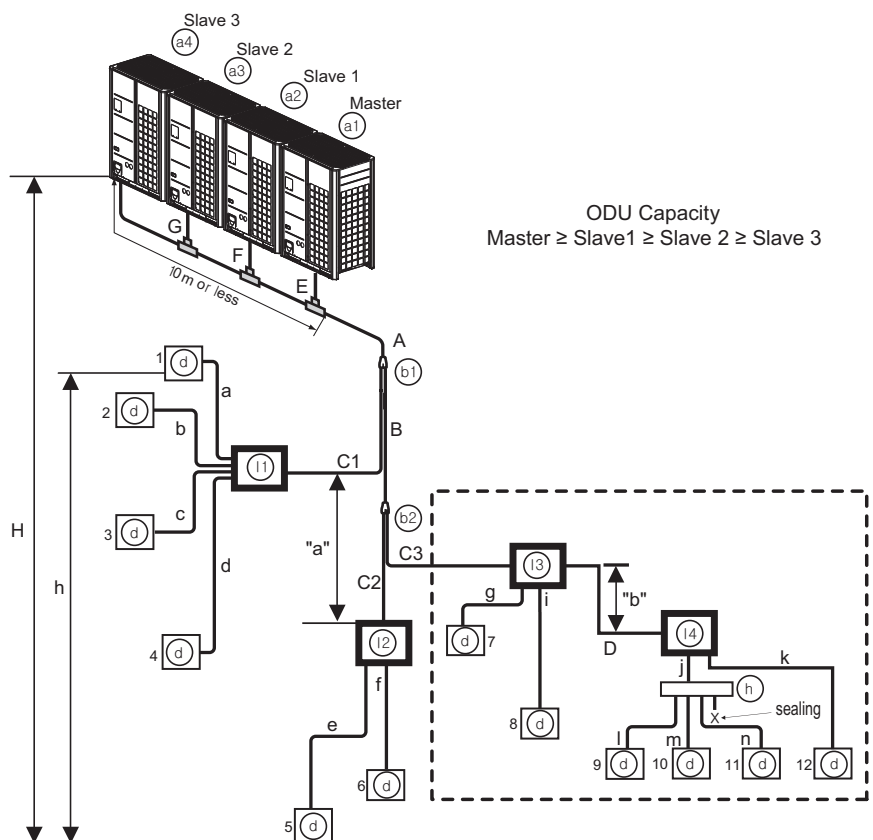 Slave 3
a4
Slave 2
a3
Slave 1
a2
Master
a1
ODU Capacity
Master ≥ Slave1 ≥ Slave 2 ≥ Slave 3
G
F
E
10 m or less
A
b1
1 d
a
2 d
b
B
I1
C1
c
3 d
d
b2
H
h
"a"
C3
C2
I3
"b"
g
i
4 d
I2
d 7
D
I4
f
j
k
h
e
8 d
X
sealing
l
m
n
9 d
10 d
11 d
12 d
6 d
5 d